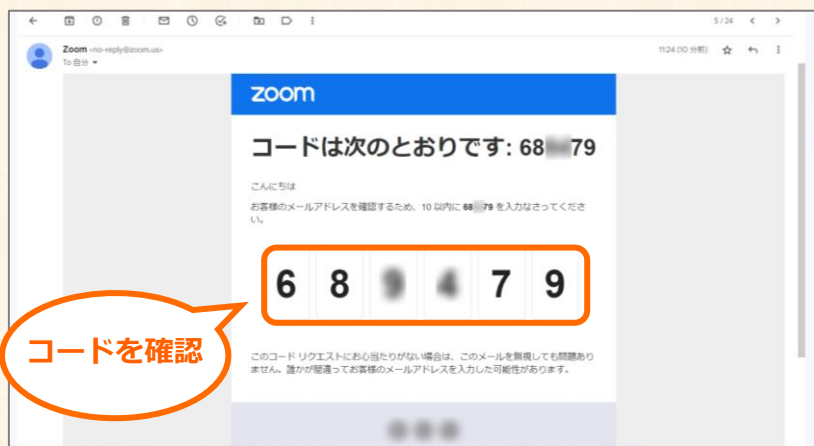 5 / 24
Zoom <no-reply@zoom.us>
To 自分
11:24 (10 分前)
zoom
コードは次のとおりです: 68 79
こんにちは
お客様のメールアドレスを確認するため、10 以内に 68 79 を入力なさってくださ
い。
6 8 7 9
コードを確認
このコード リクエストにお心当たりがない場合は、このメールを無視しても問題あり
ません。誰かが間違ってお客様のメールアドレスを入力した可能性があります。